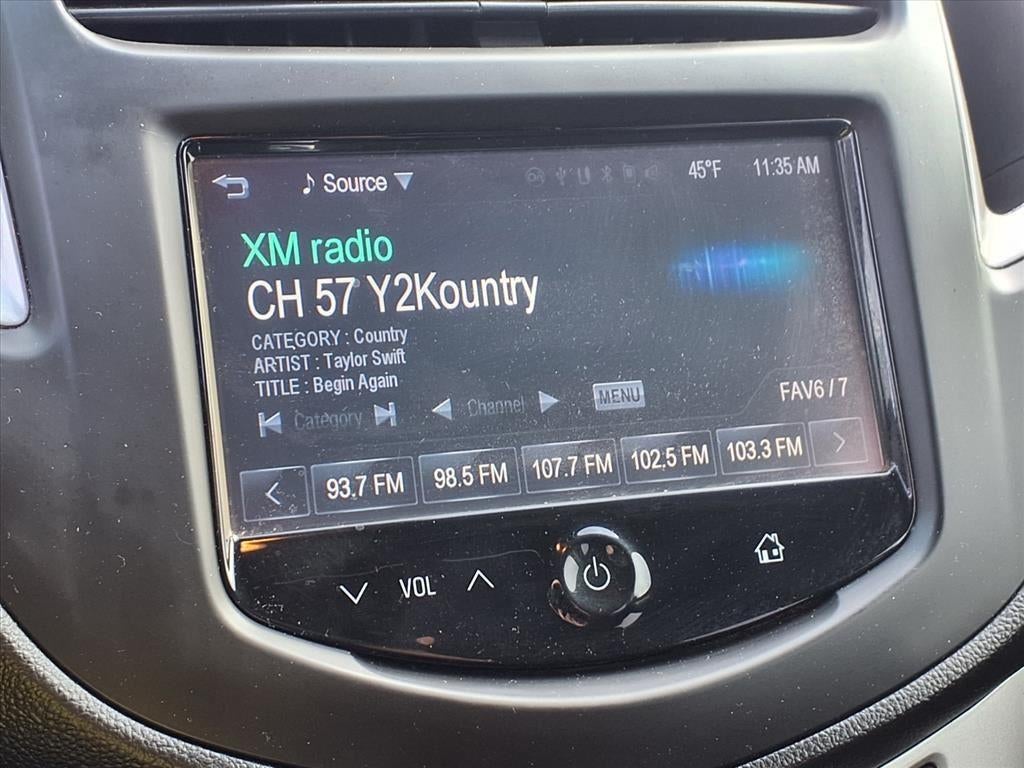 Source
45°F
11:35 AM
XM radio
CH 57 Y2Kountry
CATEGORY : Country
ARTIST : Taylor Swift
TITLE : Begin Again
Category
Channel
MENU
FAV6 / 7
93.7 FM
98.5 FM
107.7 FM
102.5 FM
103.3 FM
VOL